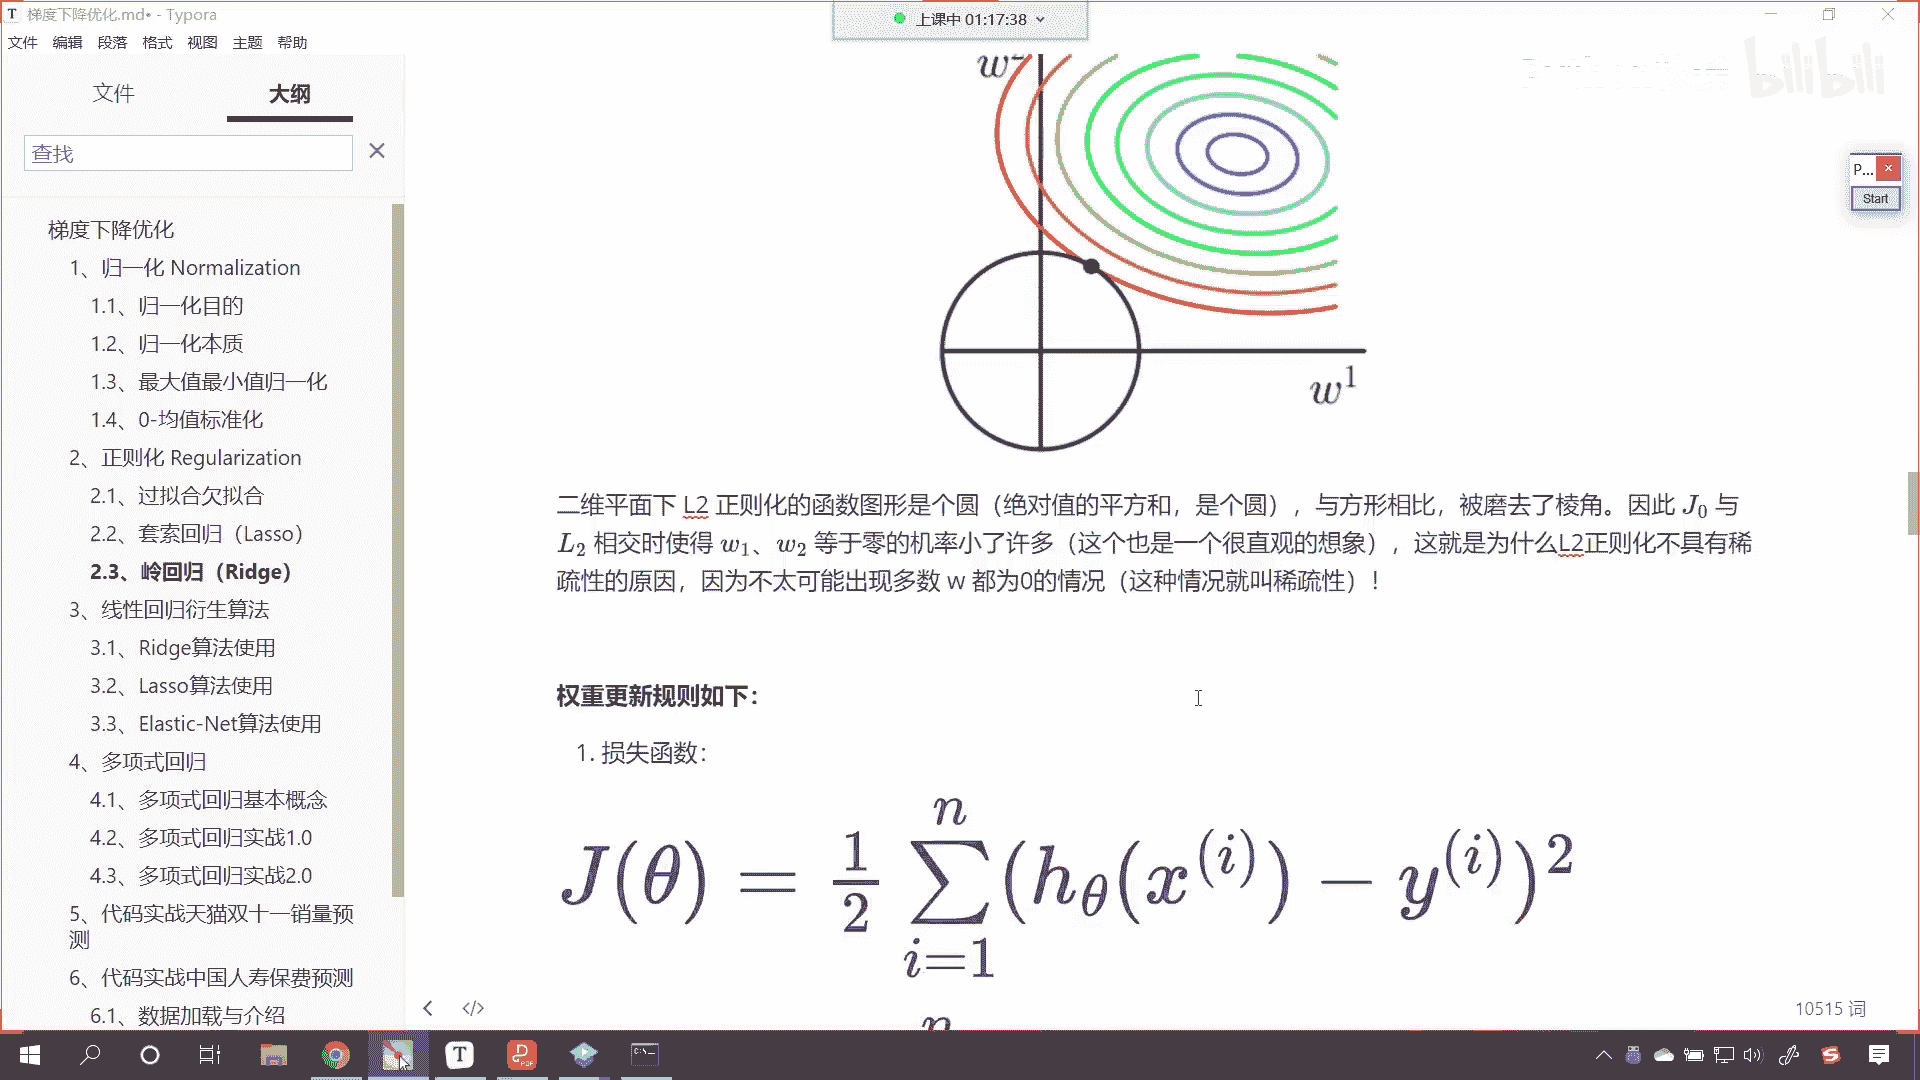 梯度下降优化.md• - Typora
上课中 01:17:38
文件 编辑 段落 格式 视图 主题 帮助
文件 大纲
查找
梯度下降优化
1、归一化 Normalization
1.1、归一化目的
1.2、归一化本质
1.3、最大值最小值归一化
1.4、0-均值标准化
2、正则化 Regularization
2.1、过拟合欠拟合
2.2、套索回归（Lasso）
2.3、岭回归（Ridge）
3、线性回归衍生算法
3.1、Ridge算法使用
3.2、Lasso算法使用
3.3、Elastic-Net算法使用
4、多项式回归
4.1、多项式回归基本概念
4.2、多项式回归实战1.0
4.3、多项式回归实战2.0
5、代码实战天猫双十一销量预
测
6、代码实战中国人寿保费预测
6.1、数据加载与介绍
w²
w¹
二维平面下 L2 正则化的函数图形是个圆（绝对值的平方和，是个圆），与方形相比，被磨去了棱角。因此 J₀ 与
L₂ 相交时使得 w₁、w₂ 等于零的机率小了许多（这个也是一个很直观的想象），这就是为什么L2正则化不具有稀
疏性的原因，因为不太可能出现多数 w 都为0的情况（这种情况就叫稀疏性）！
权重更新规则如下：
1. 损失函数：
J(θ) = 1/2 ∑_{i=1}^{n} (h_θ(x^{(i)}) − y^{(i)})²
n
10515 词
bilibili
P...
Start